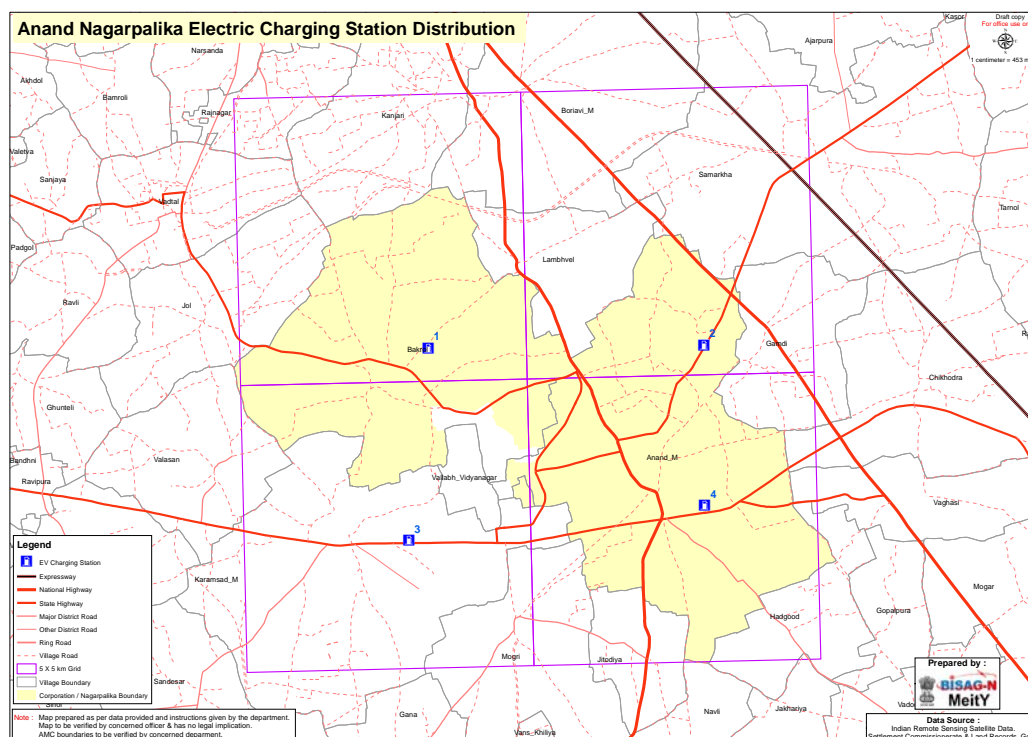 Anand Nagarpalika Electric Charging Station Distribution
Draft copy
For office use on
N
1 centimeter = 453 m
Kasor
Narsanda
Ajarpura
Akhdol
Bamroli
Rajnagar
Kanjari
Boriavi_M
Valetva
Sanjaya
Samarkha
Vadtal
Tarnol
Padgol
Lambhvel
Ravli
Jol
1
2
Bakrol
Gamdi
Chikhodra
Ghunteli
Valasan
Anand_M
Bandhni
Ravipura
Vallabh_Vidyanagar
4
Vaghasi
3
Karamsad_M
Mogar
Gopalpura
Hadgood
Mogri
Jitodiya
Sandesar
Gana
Navli
Jakhariya
Vans_Khiliya
Legend
EV Charging Station
Expressway
National Highway
State Highway
Major District Road
Other District Road
Ring Road
Village Road
5 X 5 km Grid
Village Boundary
Corporation / Nagarpalika Boundary
Note : Map prepared as per data provided and instructions given by the department.
Map to be verified by concerned officer & has no legal implication.
AMC boundaries to be verified by concerned deparment.
Prepared by :
BISAG-N
MeitY
Data Source :
Indian Remote Sensing Satellite Data.